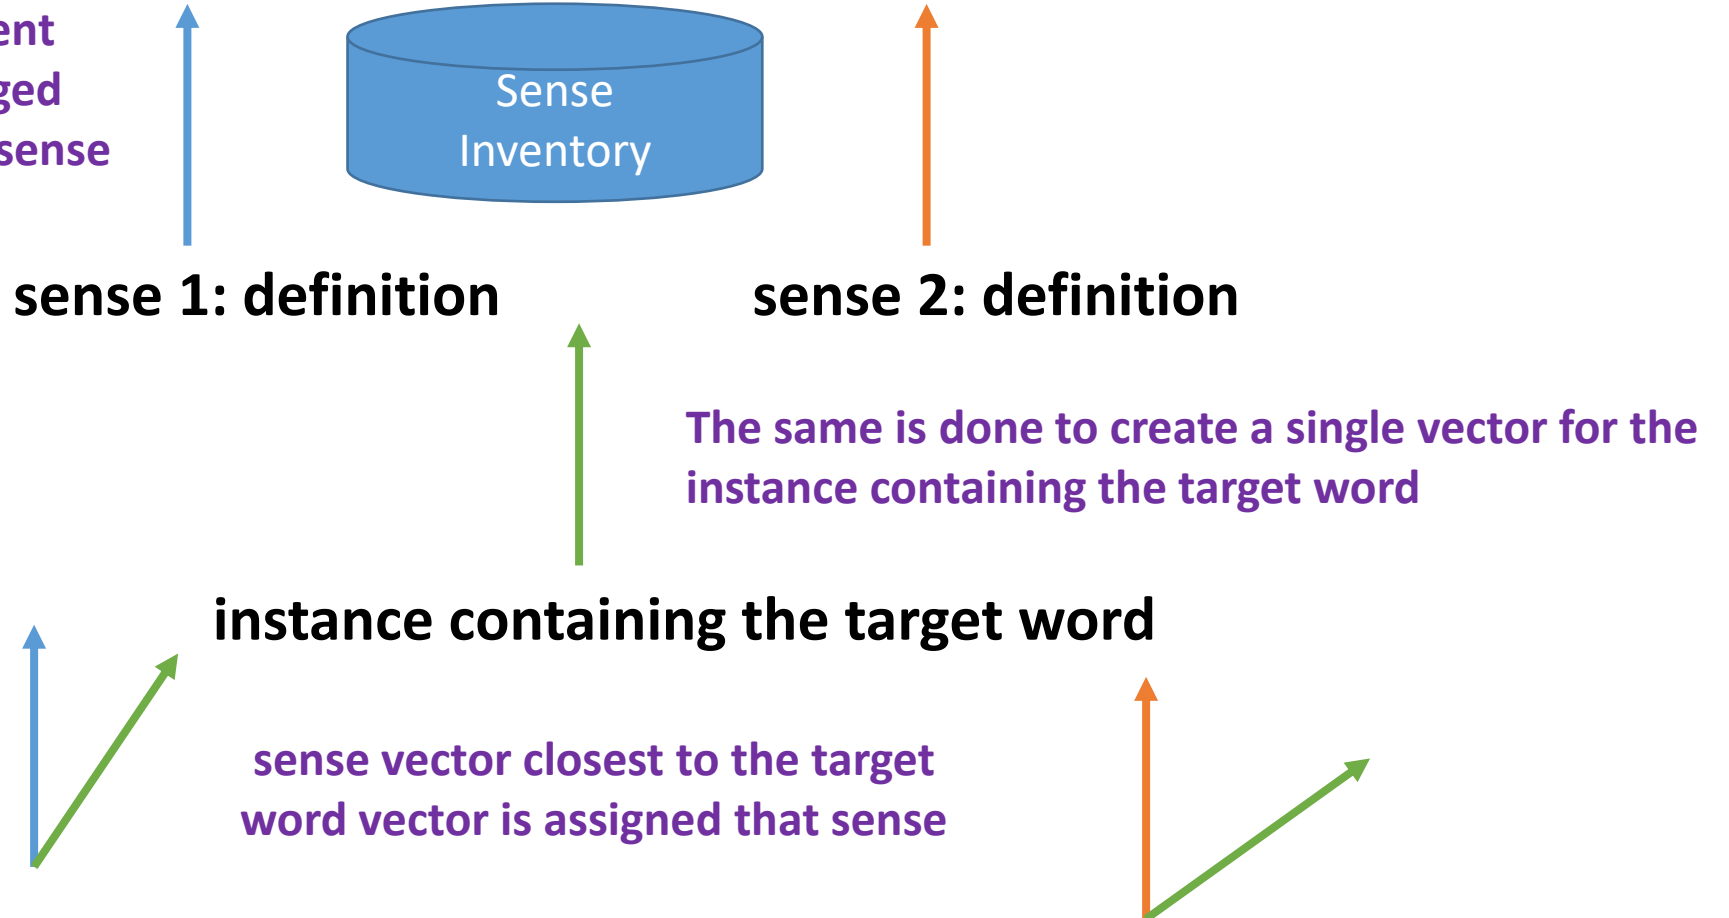 sense
Sense
Inventory
sense 1: definition
sense 2: definition
The same is done to create a single vector for the
instance containing the target word
instance containing the target word
sense vector closest to the target
word vector is assigned that sense